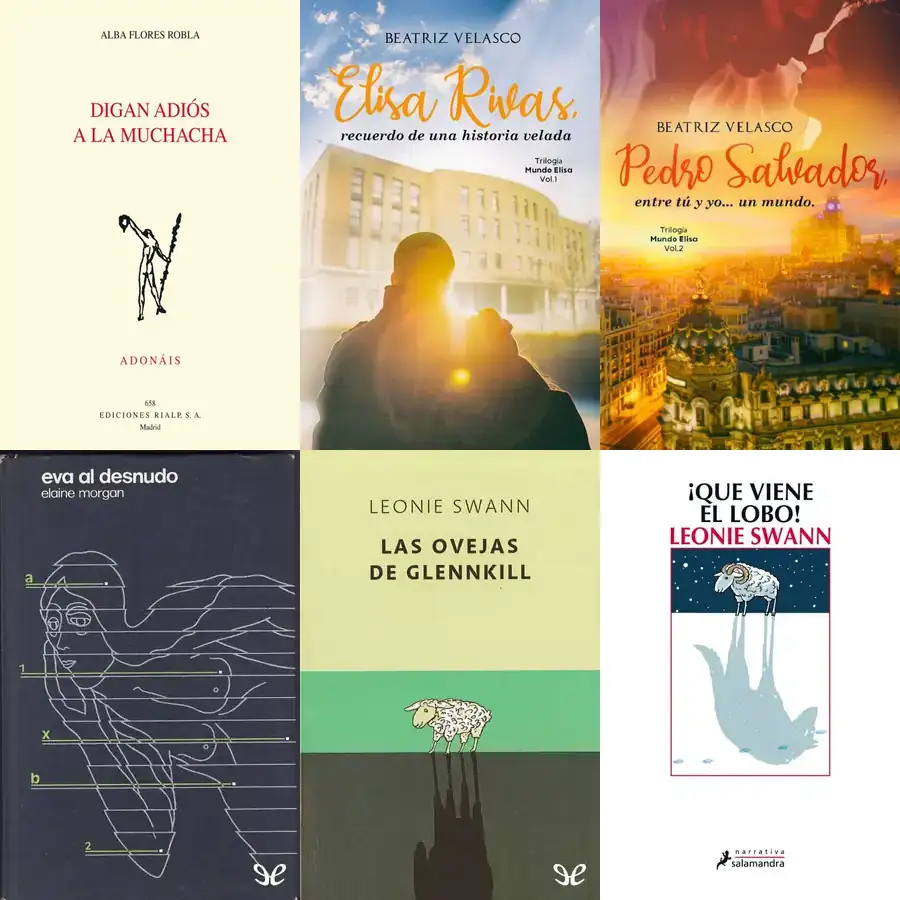 ALBA FLORES ROBLA
DIGAN ADIÓS
A LA MUCHACHA
ADONÁIS
658
EDICIONES RIALP, S. A.
Madrid
BEATRIZ VELASCO
Elisa Rivas,
recuerdo de una historia velada
Trilogía
Mundo Elisa
Vol.1
BEATRIZ VELASCO
Pedro Salvador,
entre tú y yo... un mundo.
Trilogía
Mundo Elisa
Vol.2
eva al desnudo
elaine morgan
a
1
x
b
2
LEONIE SWANN
LAS OVEJAS
DE GLENNKILL
¡QUE VIENE
EL LOBO!
LEONIE SWANN
narrativa
salamandra